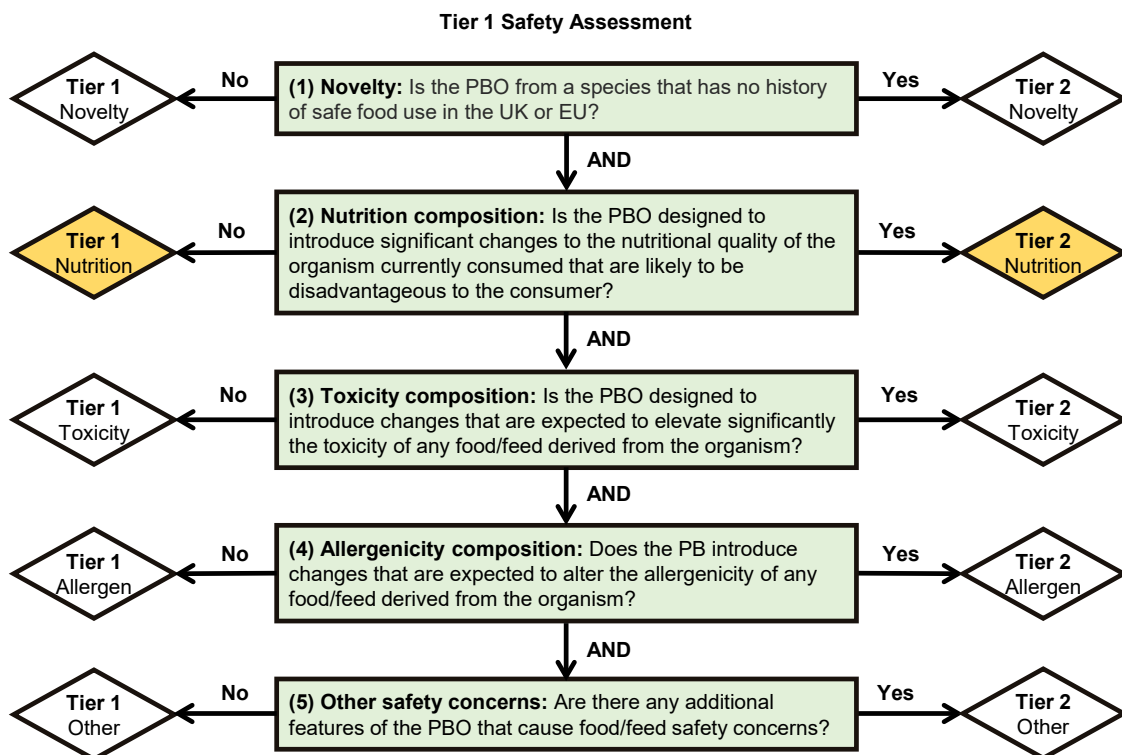 Tier 1 Safety Assessment
Tier 1
Novelty
No
(1) Novelty: Is the PBO from a species that has no history
of safe food use in the UK or EU?
Yes
Tier 2
Novelty
AND
Tier 1
Nutrition
No
(2) Nutrition composition: Is the PBO designed to
introduce significant changes to the nutritional quality of the
organism currently consumed that are likely to be
disadvantageous to the consumer?
Yes
Tier 2
Nutrition
AND
Tier 1
Toxicity
No
(3) Toxicity composition: Is the PBO designed to
introduce changes that are expected to elevate significantly
the toxicity of any food/feed derived from the organism?
Yes
Tier 2
Toxicity
AND
Tier 1
Allergen
No
(4) Allergenicity composition: Does the PB introduce
changes that are expected to alter the allergenicity of any
food/feed derived from the organism?
Yes
Tier 2
Allergen
AND
Tier 1
Other
No
(5) Other safety concerns: Are there any additional
features of the PBO that cause food/feed safety concerns?
Yes
Tier 2
Other